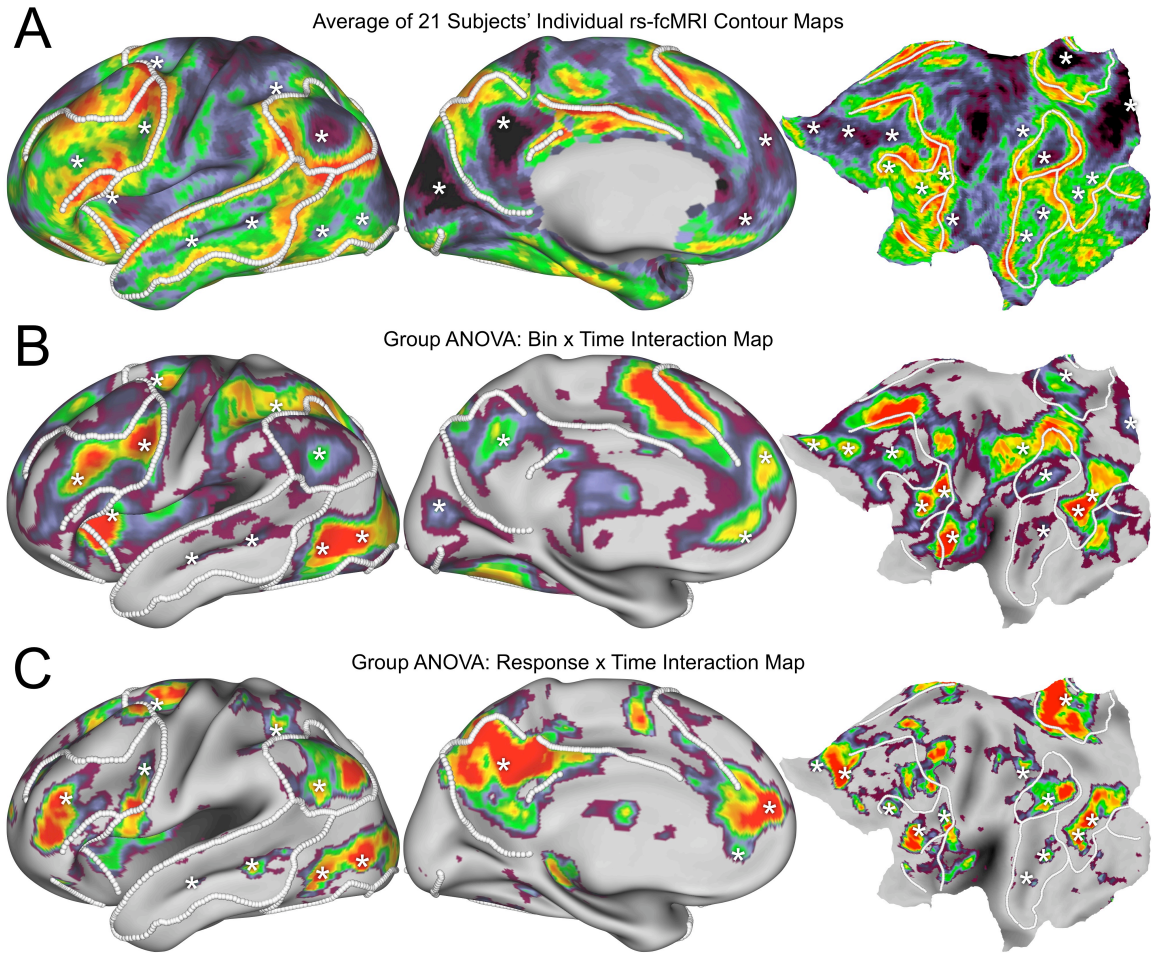 A
Average of 21 Subjects’ Individual rs-fcMRI Contour Maps
B
Group ANOVA: Bin x Time Interaction Map
C
Group ANOVA: Response x Time Interaction Map